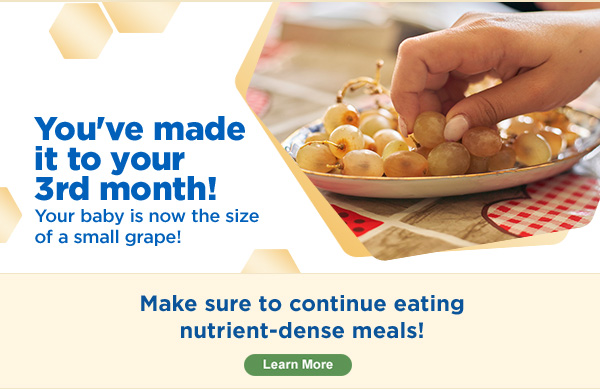 You've made
it to your
3rd month!
Your baby is now the size
of a small grape!
Make sure to continue eating
nutrient-dense meals!
Learn More